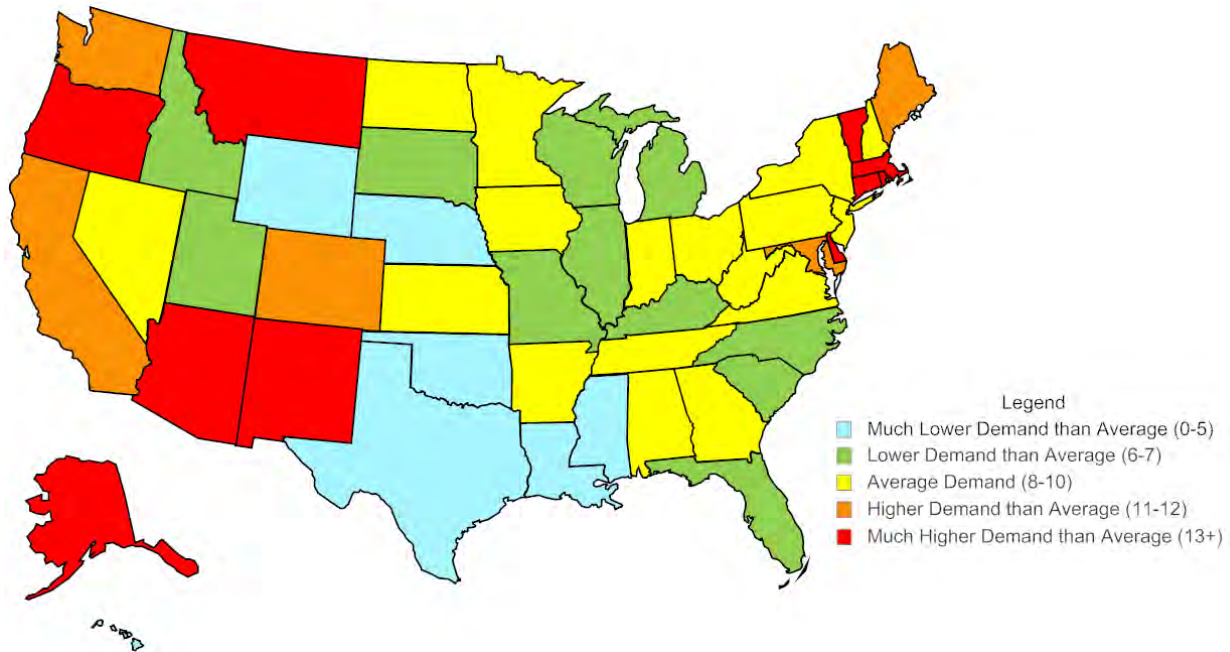 Legend
Much Lower Demand than Average (0-5)
Lower Demand than Average (6-7)
Average Demand (8-10)
Higher Demand than Average (11-12)
Much Higher Demand than Average (13+)